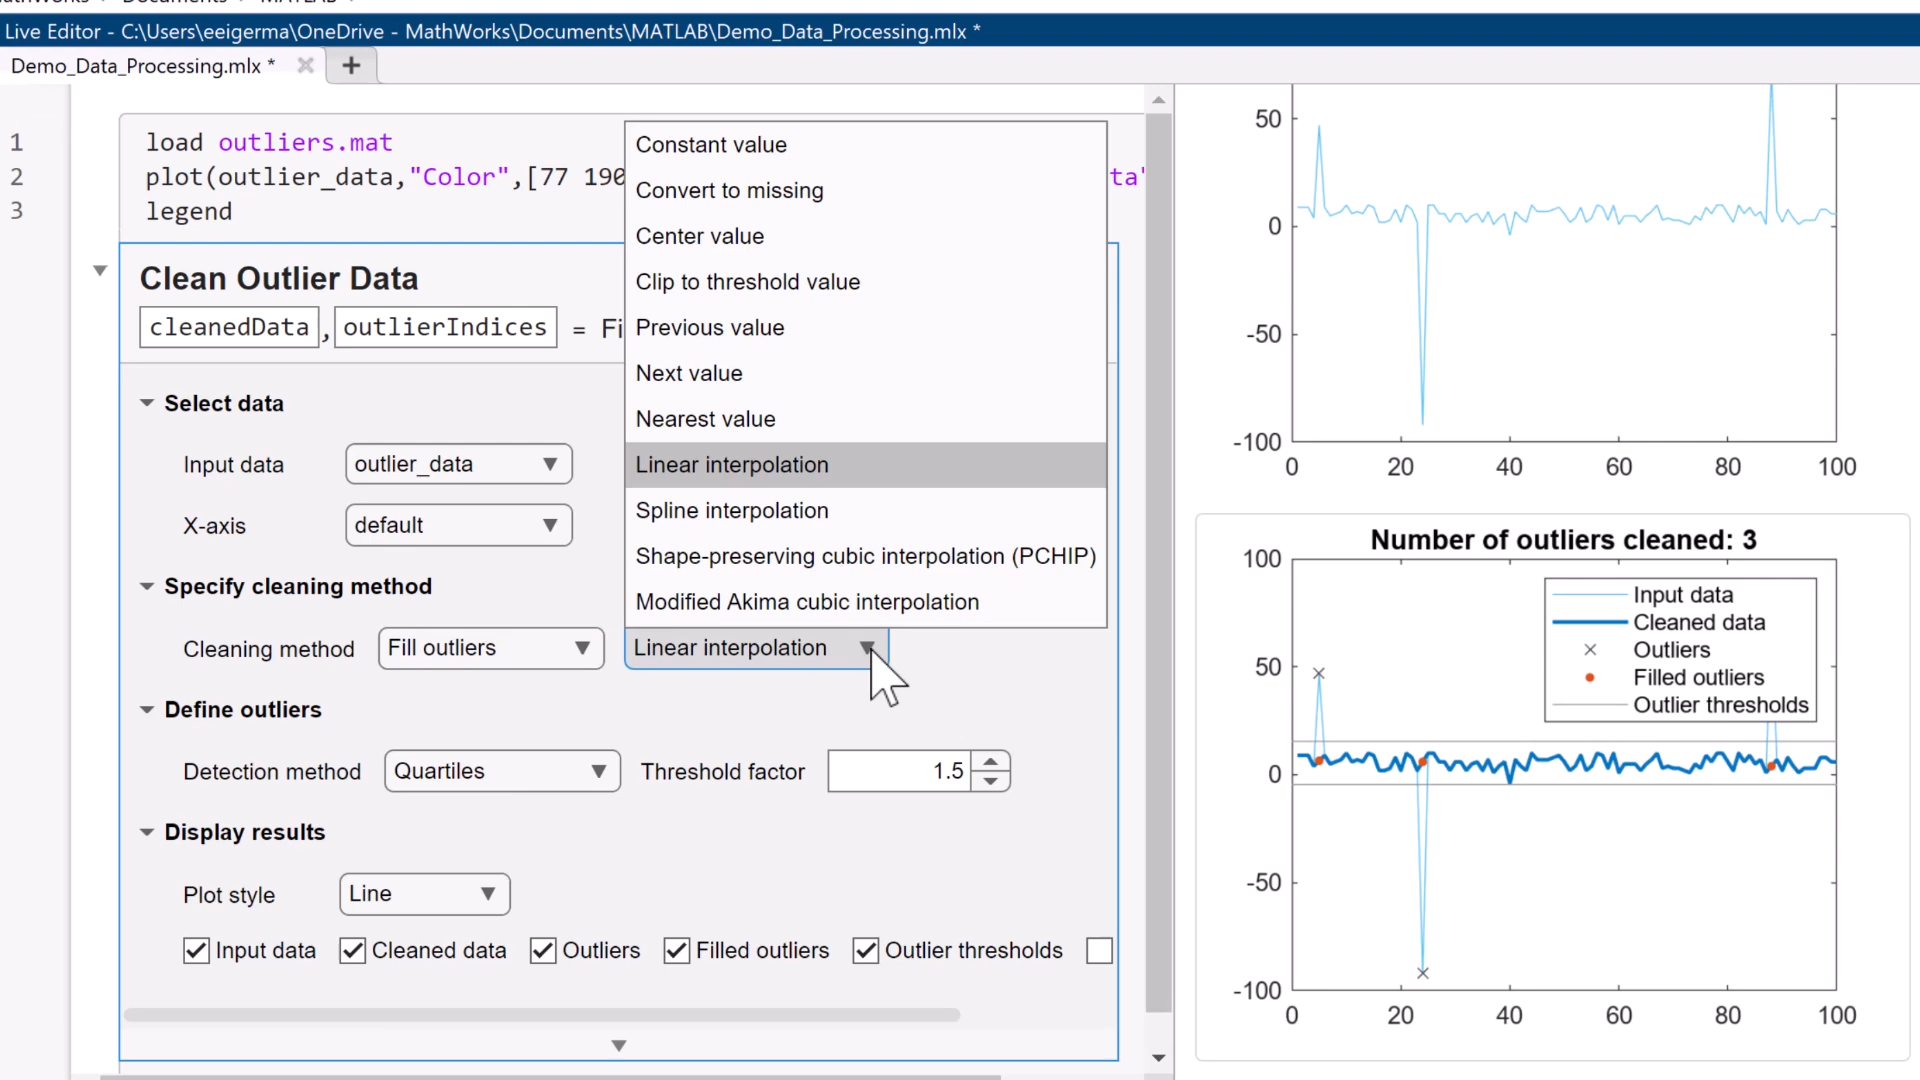 Live Editor - C:\Users\eeigerma\OneDrive - MathWorks\Documents\MATLAB\Demo_Data_Processing.mlx *
Demo_Data_Processing.mlx *
1 load outliers.mat
2 plot(outlier_data,"Color",[77 190 ta'
3 legend
Clean Outlier Data
cleanedData , outlierIndices = Fi
Select data
Input data outlier_data
X-axis default
Specify cleaning method
Cleaning method Fill outliers Linear interpolation
Define outliers
Detection method Quartiles Threshold factor 1.5
Display results
Plot style Line
Input data Cleaned data Outliers Filled outliers Outlier thresholds
Constant value
Convert to missing
Center value
Clip to threshold value
Previous value
Next value
Nearest value
Linear interpolation
Spline interpolation
Shape-preserving cubic interpolation (PCHIP)
Modified Akima cubic interpolation
50
0
-50
-100
0 20 40 60 80 100
Number of outliers cleaned: 3
100
50
0
-50
-100
0 20 40 60 80 100
Input data
Cleaned data
Outliers
Filled outliers
Outlier thresholds